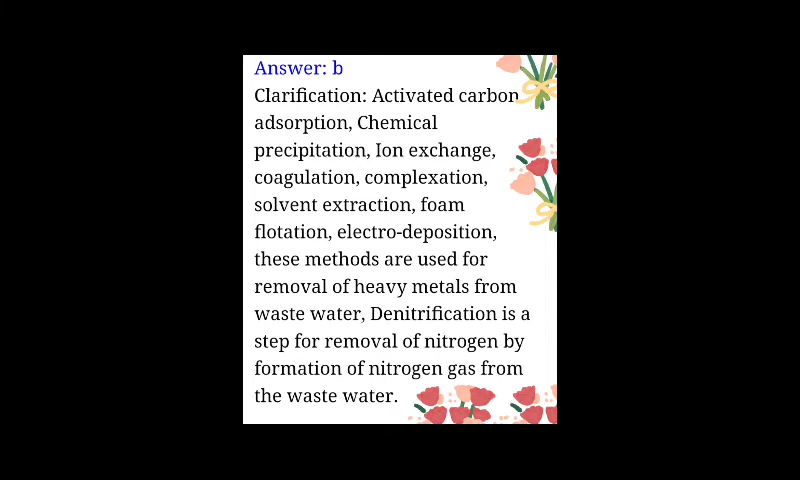 Answer: b
Clarification: Activated carbon
adsorption, Chemical
precipitation, Ion exchange,
coagulation, complexation,
solvent extraction, foam
flotation, electro-deposition,
these methods are used for
removal of heavy metals from
waste water, Denitrification is a
step for removal of nitrogen by
formation of nitrogen gas from
the waste water.